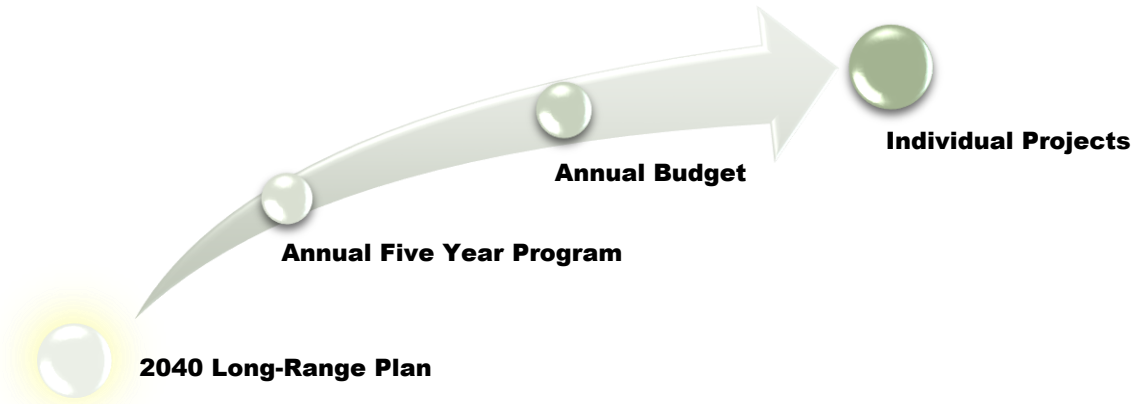 Individual Projects
Annual Budget
Annual Five Year Program
2040 Long-Range Plan